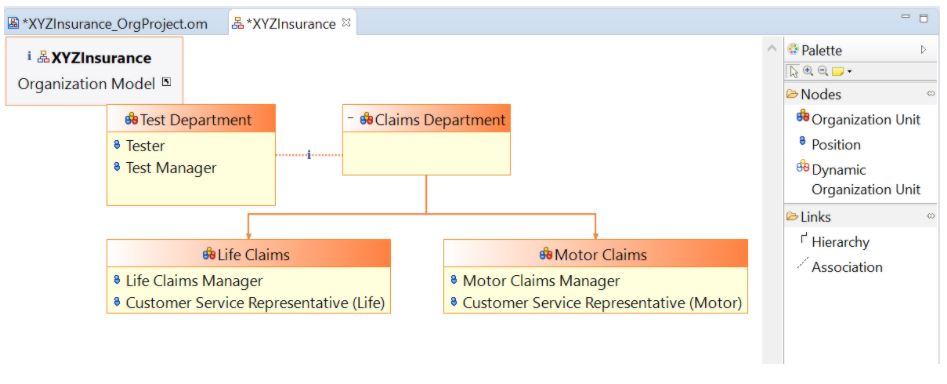 *XYZInsurance_OrgProject.om
*XYZInsurance
XYZInsurance
Organization Model
Test Department
Tester
Test Manager
Claims Department
Life Claims
Life Claims Manager
Customer Service Representative (Life)
Motor Claims
Motor Claims Manager
Customer Service Representative (Motor)
Palette
Nodes
Organization Unit
Position
Dynamic
Organization Unit
Links
Hierarchy
Association